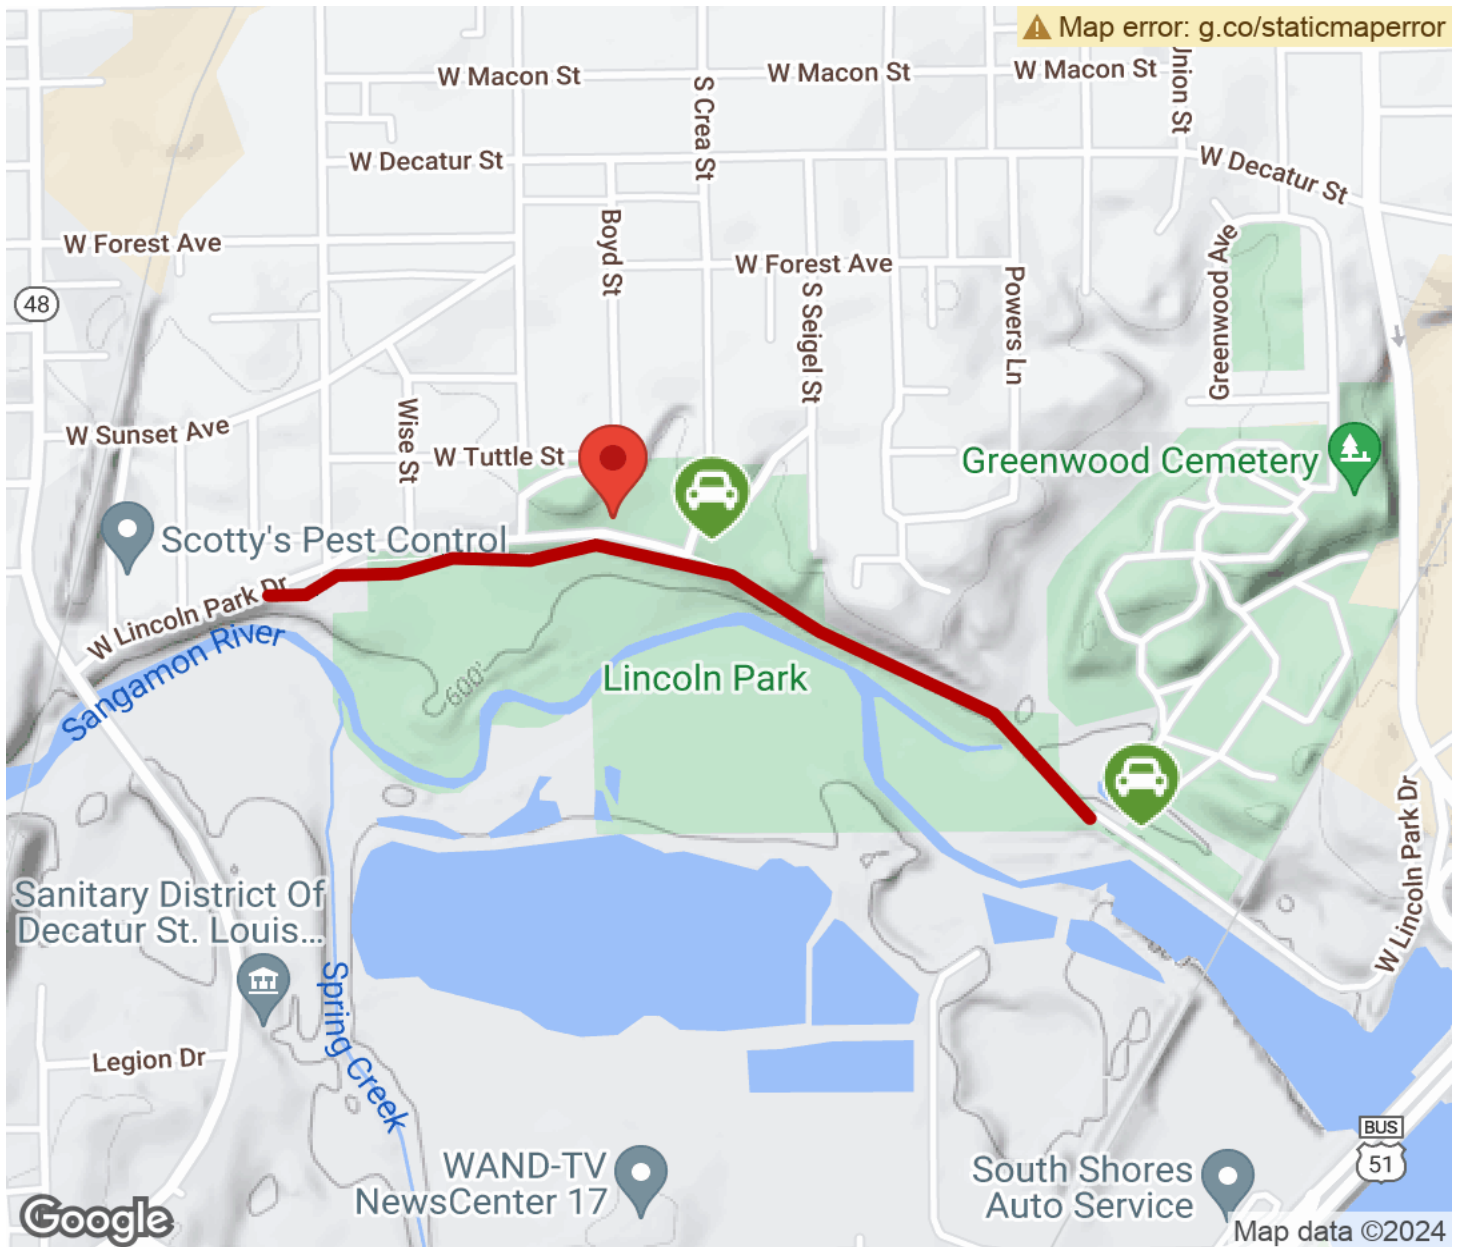 Map error: g.co/staticmaperror
W Macon St
W Macon St
W Macon St
Union St
S Crea St
W Decatur St
W Decatur St
Boyd St
W Forest Ave
W Forest Ave
Greenwood Ave
48
S Seigel St
Powers Ln
W Sunset Ave
Wise St
W Tuttle St
Greenwood Cemetery
Scotty's Pest Control
W Lincoln Park Dr
Sangamon River
600'
Lincoln Park
W Lincoln Park Dr
Sanitary District Of
Decatur St. Louis...
Spring Creek
Legion Dr
WAND-TV
NewsCenter 17
South Shores
Auto Service
BUS
51
Google
Map data ©2024